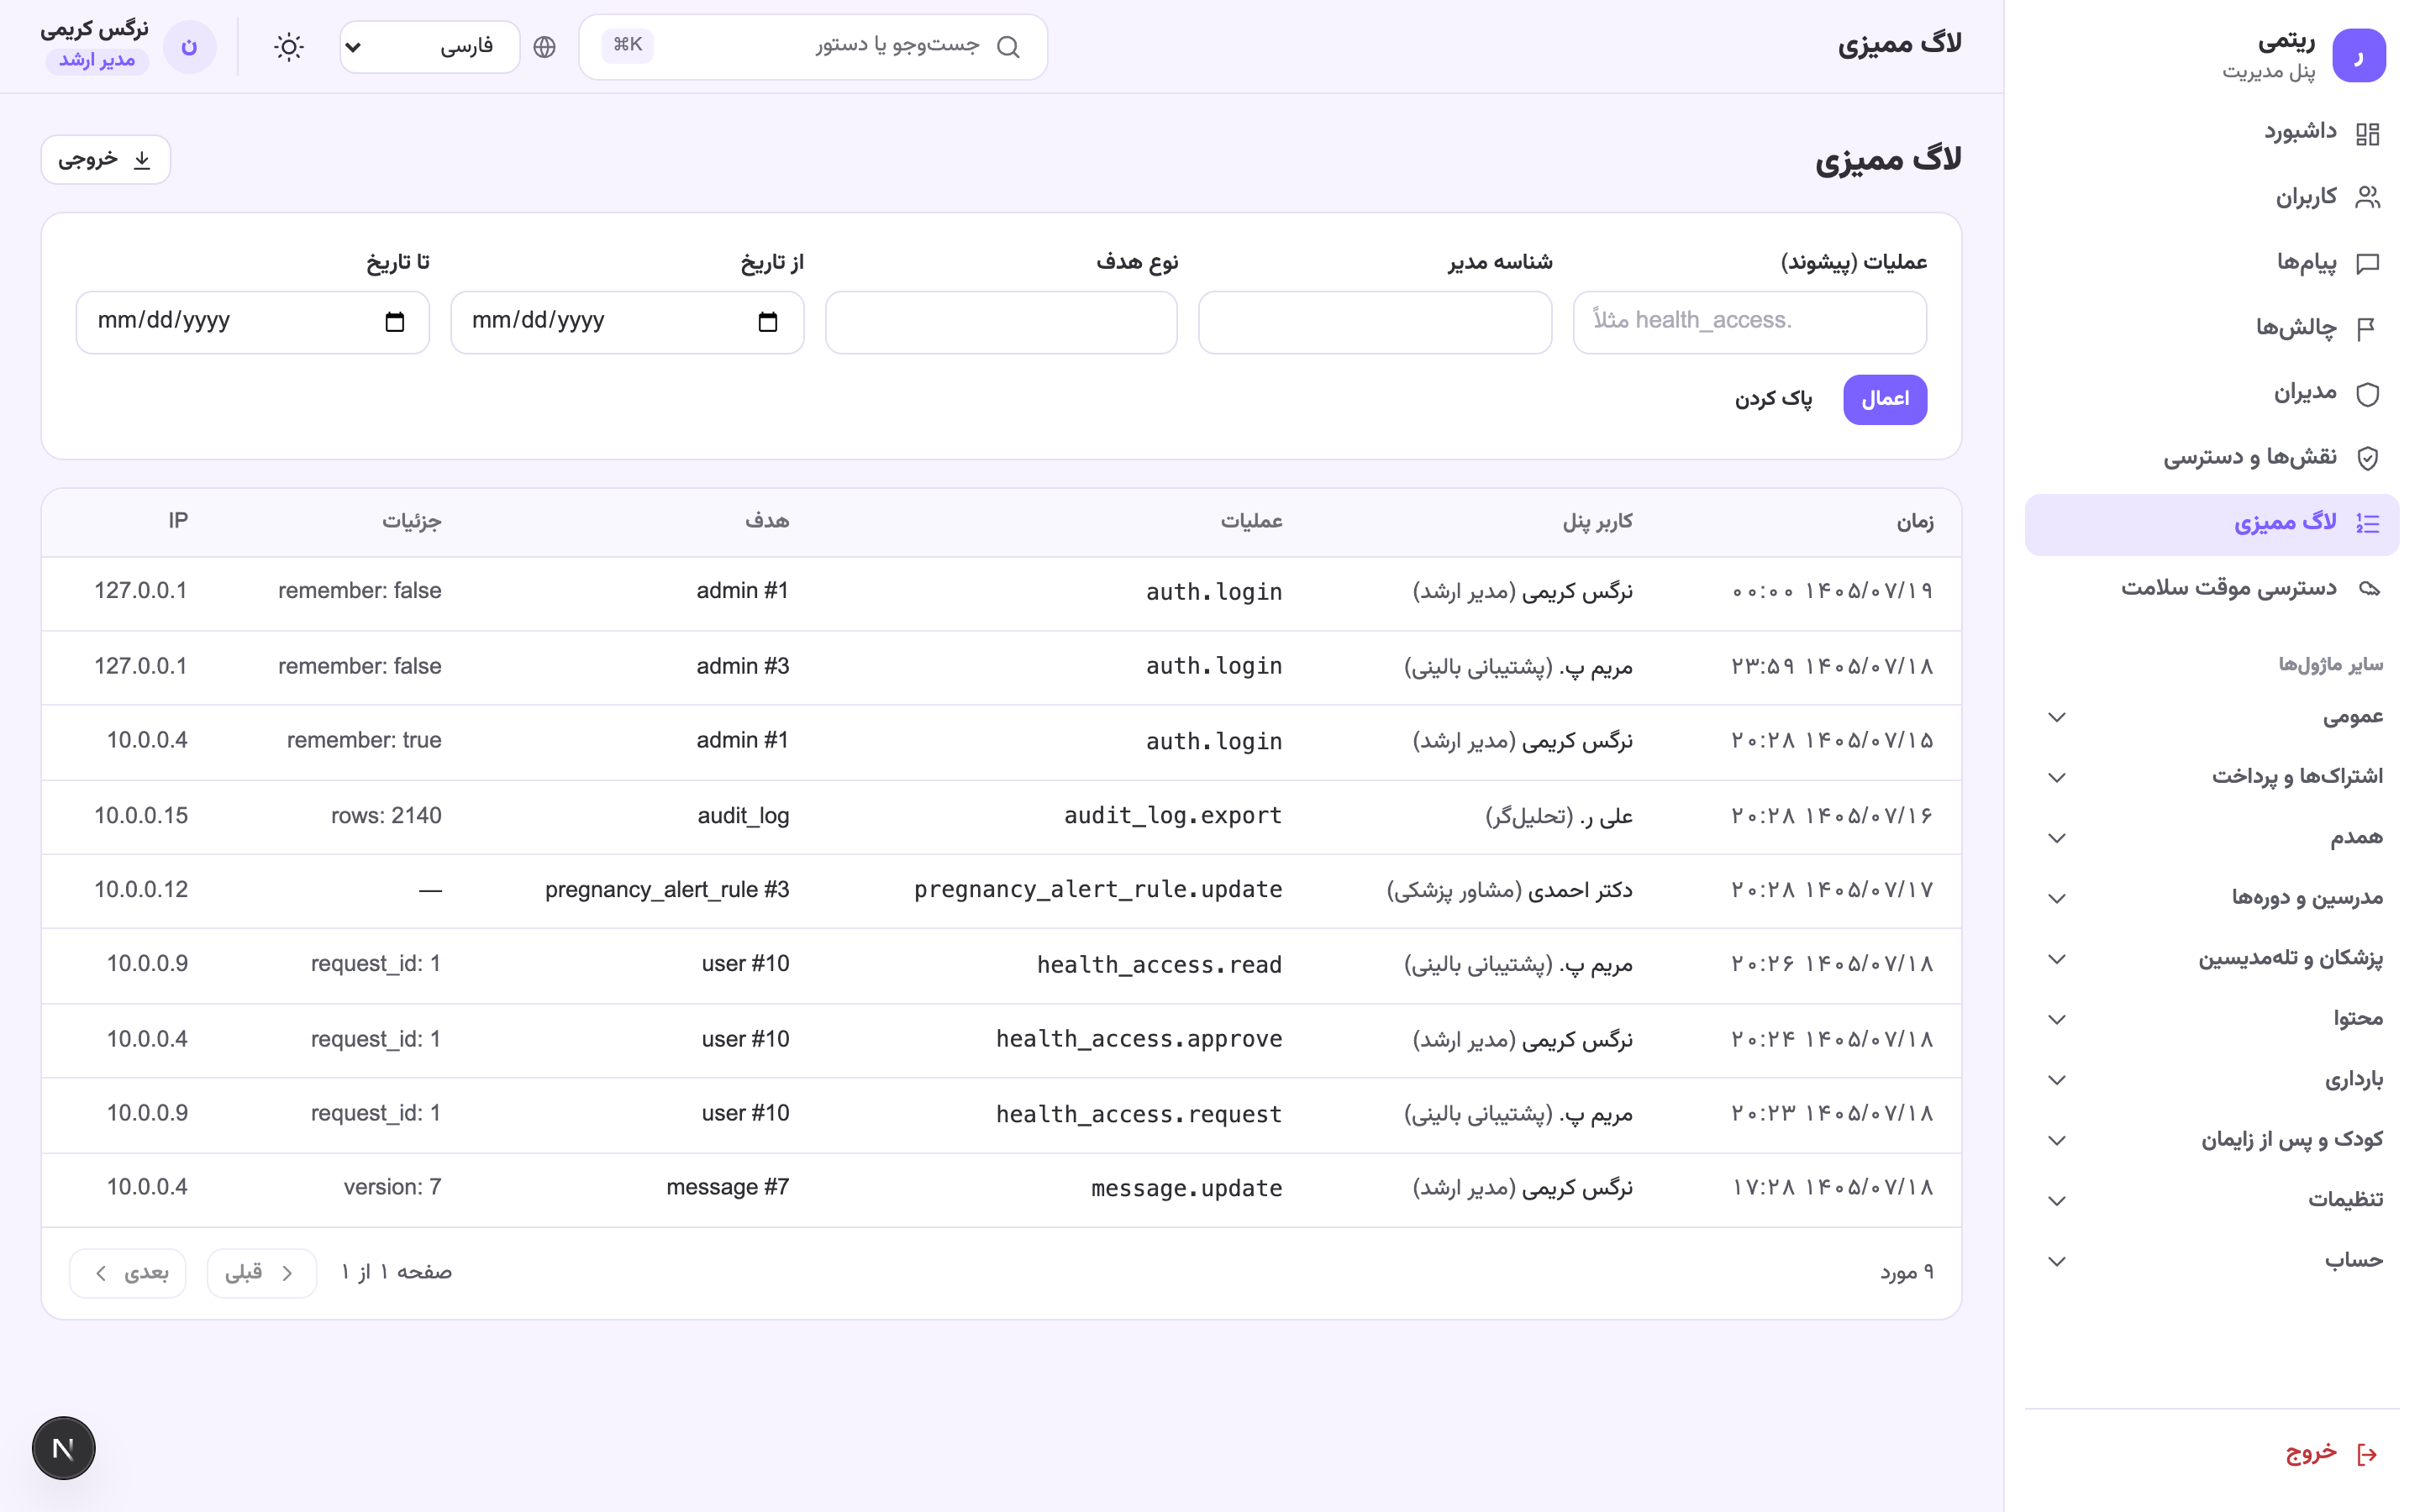 ریتمی
پنل مدیریت
داشبورد
کاربران
پیام‌ها
چالش‌ها
مدیران
نقش‌ها و دسترسی
لاگ ممیزی
دسترسی موقت سلامت
سایر ماژول‌ها
عمومی
اشتراک‌ها و پرداخت
همدم
مدرسین و دوره‌ها
پزشکان و تله‌مدیسین
محتوا
بارداری
کودک و پس از زایمان
تنظیمات
حساب
خروج
لاگ ممیزی
جست‌وجو یا دستور ⌘K
فارسی
ن
نرگس کریمی
مدیر ارشد
لاگ ممیزی
خروجی
عملیات (پیشوند) شناسه مدیر نوع هدف از تاریخ تا تاریخ
مثلاً health_access. mm/dd/yyyy mm/dd/yyyy
اعمال پاک کردن
زمان کاربر پنل عملیات هدف جزئیات IP
۱۴۰۵/۰۷/۱۹ ۰۰:۰۰ نرگس کریمی (مدیر ارشد) auth.login admin #1 remember: false 127.0.0.1
۱۴۰۵/۰۷/۱۸ ۲۳:۵۹ مریم پ. (پشتیبانی بالینی) auth.login admin #3 remember: false 127.0.0.1
۱۴۰۵/۰۷/۱۵ ۲۰:۲۸ نرگس کریمی (مدیر ارشد) auth.login admin #1 remember: true 10.0.0.4
۱۴۰۵/۰۷/۱۶ ۲۰:۲۸ علی ر. (تحلیل‌گر) audit_log.export audit_log rows: 2140 10.0.0.15
۱۴۰۵/۰۷/۱۷ ۲۰:۲۸ دکتر احمدی (مشاور پزشکی) pregnancy_alert_rule.update pregnancy_alert_rule #3 — 10.0.0.12
۱۴۰۵/۰۷/۱۸ ۲۰:۲۶ مریم پ. (پشتیبانی بالینی) health_access.read user #10 request_id: 1 10.0.0.9
۱۴۰۵/۰۷/۱۸ ۲۰:۲۴ نرگس کریمی (مدیر ارشد) health_access.approve user #10 request_id: 1 10.0.0.4
۱۴۰۵/۰۷/۱۸ ۲۰:۲۳ مریم پ. (پشتیبانی بالینی) health_access.request user #10 request_id: 1 10.0.0.9
۱۴۰۵/۰۷/۱۸ ۱۷:۲۸ نرگس کریمی (مدیر ارشد) message.update message #7 version: 7 10.0.0.4
۹ مورد صفحه ۱ از ۱ قبلی بعدی
ر
N